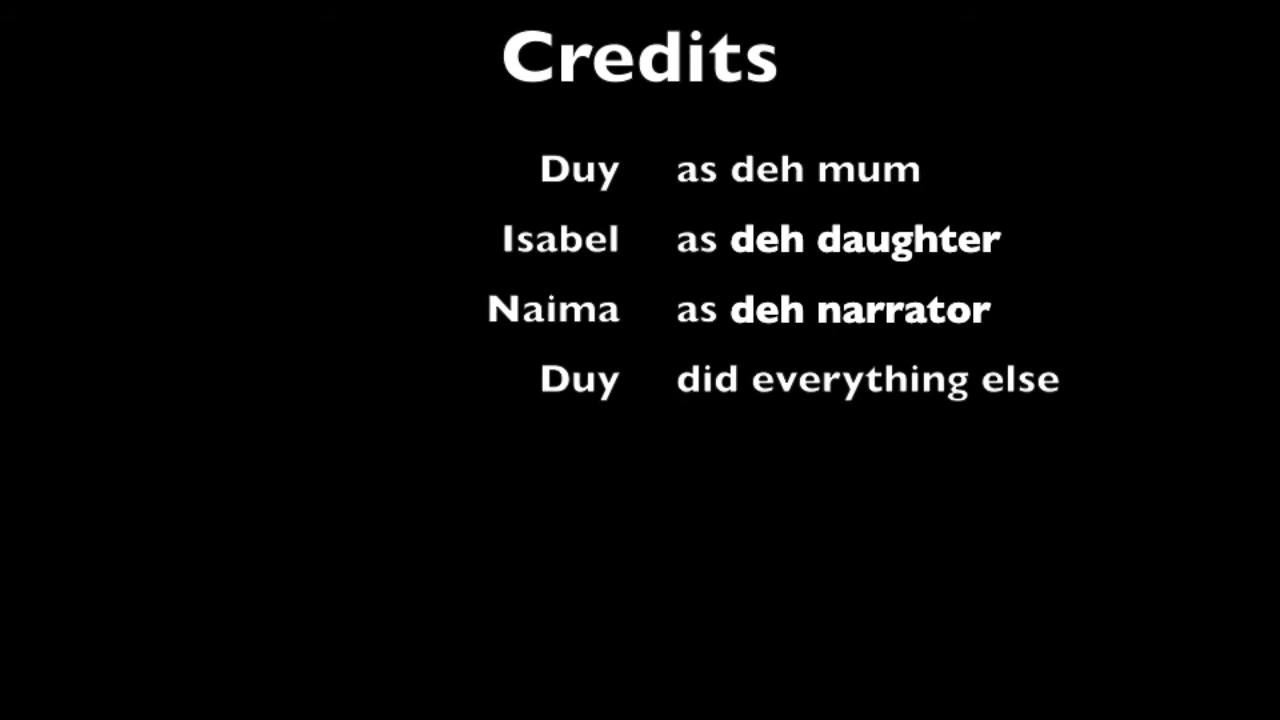 Credits
Duy as deh mum
Isabel as deh daughter
Naima as deh narrator
Duy did everything else